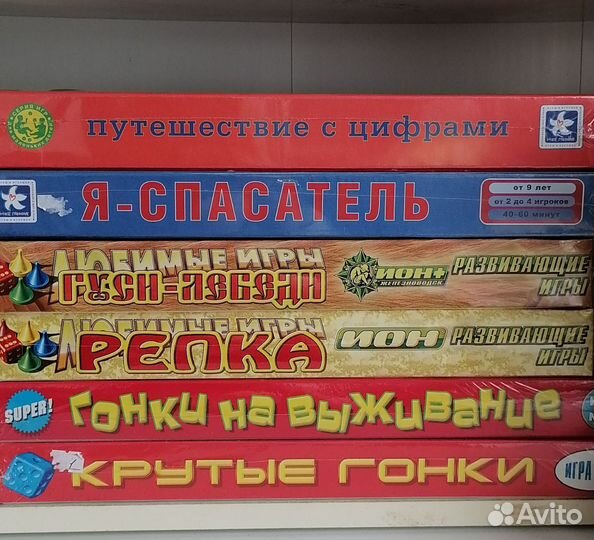 путешествие с цифрами
Я-СПАСАТЕЛЬ
от 9 лет
от 2 до 4 игроков
40-60 минут
ЛЮБИМЫЕ ИГРЫ
ГУСИ-ЛЕБЕДИ
ИОН+
ЖЕЛЕЗНОВОДСК
РАЗВИВАЮЩИЕ
ИГРЫ
ЛЮБИМЫЕ ИГРЫ
РЕПКА
ИОН
РАЗВИВАЮЩИЕ
ИГРЫ
SUPER!
ГОНКИ НА ВЫЖИВАНИЕ
КРУТЫЕ ГОНКИ
ИГРА
Avito